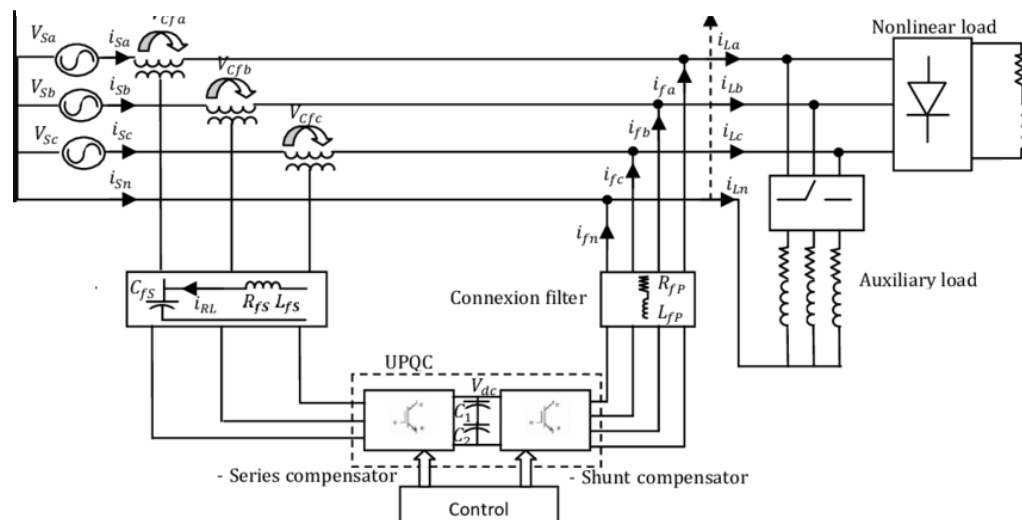 V_Cfa
V_Sa
i_Sa
i_La
Nonlinear load
V_Sb
i_Sb
V_Cfb
i_fa
i_Lb
V_Sc
i_Sc
V_Cfc
i_fb
i_Lc
i_Sn
i_fc
i_Ln
i_fn
C_fS
i_RL
R_fS L_fS
Connexion filter
R_fP
L_fP
Auxiliary load
UPQC
V_dc
C_1
C_2
- Series compensator
- Shunt compensator
Control